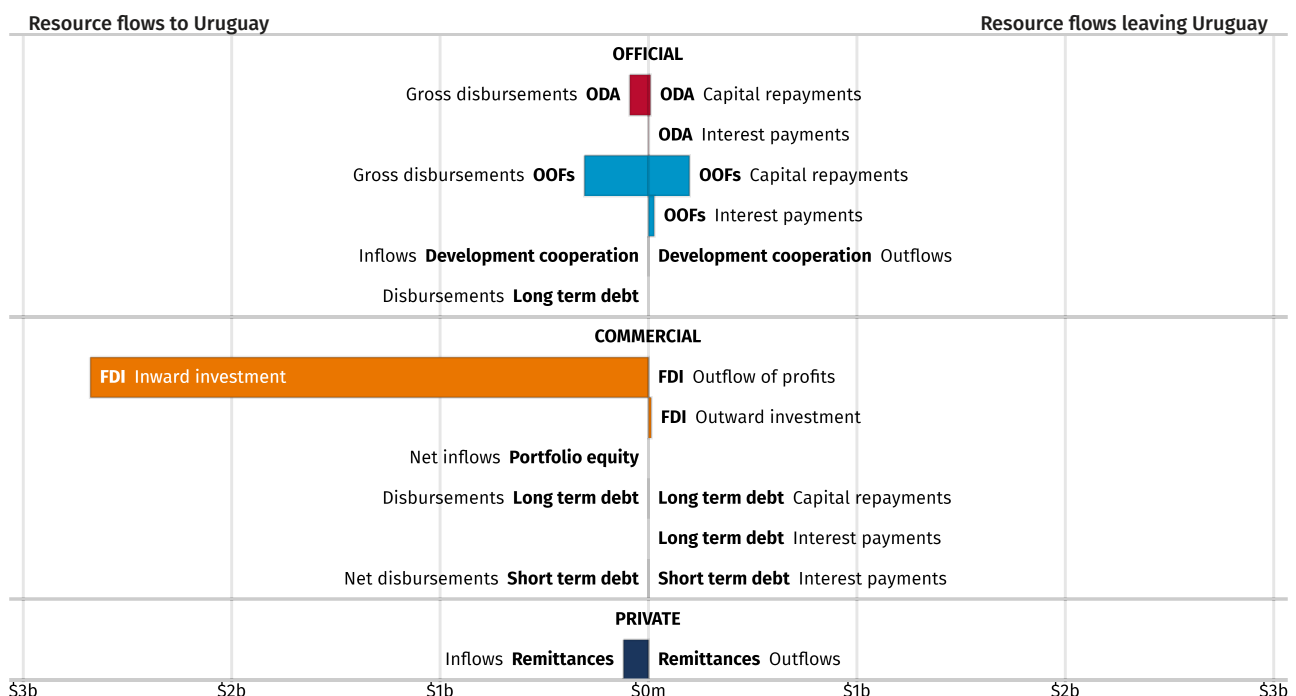 Resource flows to Uruguay Resource flows leaving Uruguay
OFFICIAL
Gross disbursements ODA ODA Capital repayments
ODA Interest payments
Gross disbursements OOFs OOFs Capital repayments
OOFs Interest payments
Inflows Development cooperation Development cooperation Outflows
Disbursements Long term debt
COMMERCIAL
FDI Inward investment FDI Outflow of profits
FDI Outward investment
Net inflows Portfolio equity
Disbursements Long term debt Long term debt Capital repayments
Long term debt Interest payments
Net disbursements Short term debt Short term debt Interest payments
PRIVATE
Inflows Remittances Remittances Outflows
$3b $2b $1b $0m $1b $2b $3b